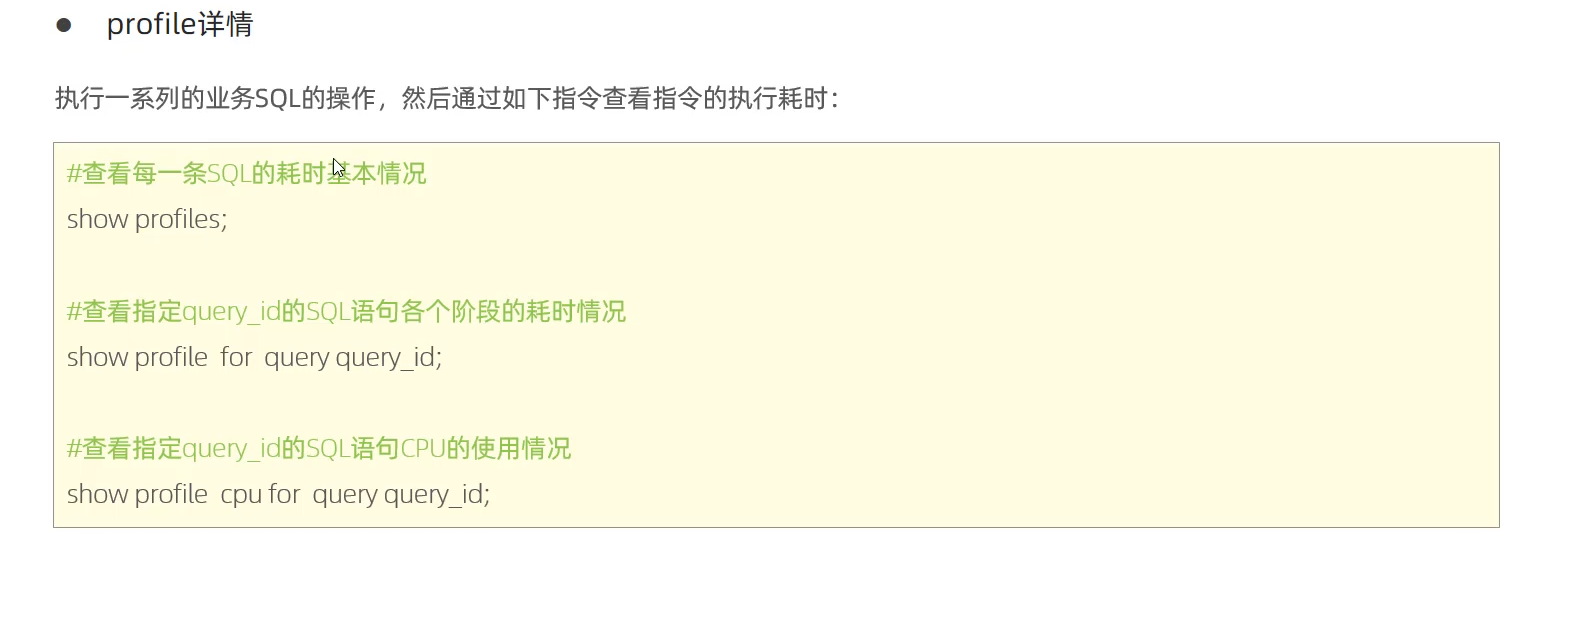 ● profile详情
执行一系列的业务SQL的操作，然后通过如下指令查看指令的执行耗时：
#查看每一条SQL的耗时基本情况
show profiles;
#查看指定query_id的SQL语句各个阶段的耗时情况
show profile for query query_id;
#查看指定query_id的SQL语句CPU的使用情况
show profile cpu for query query_id;